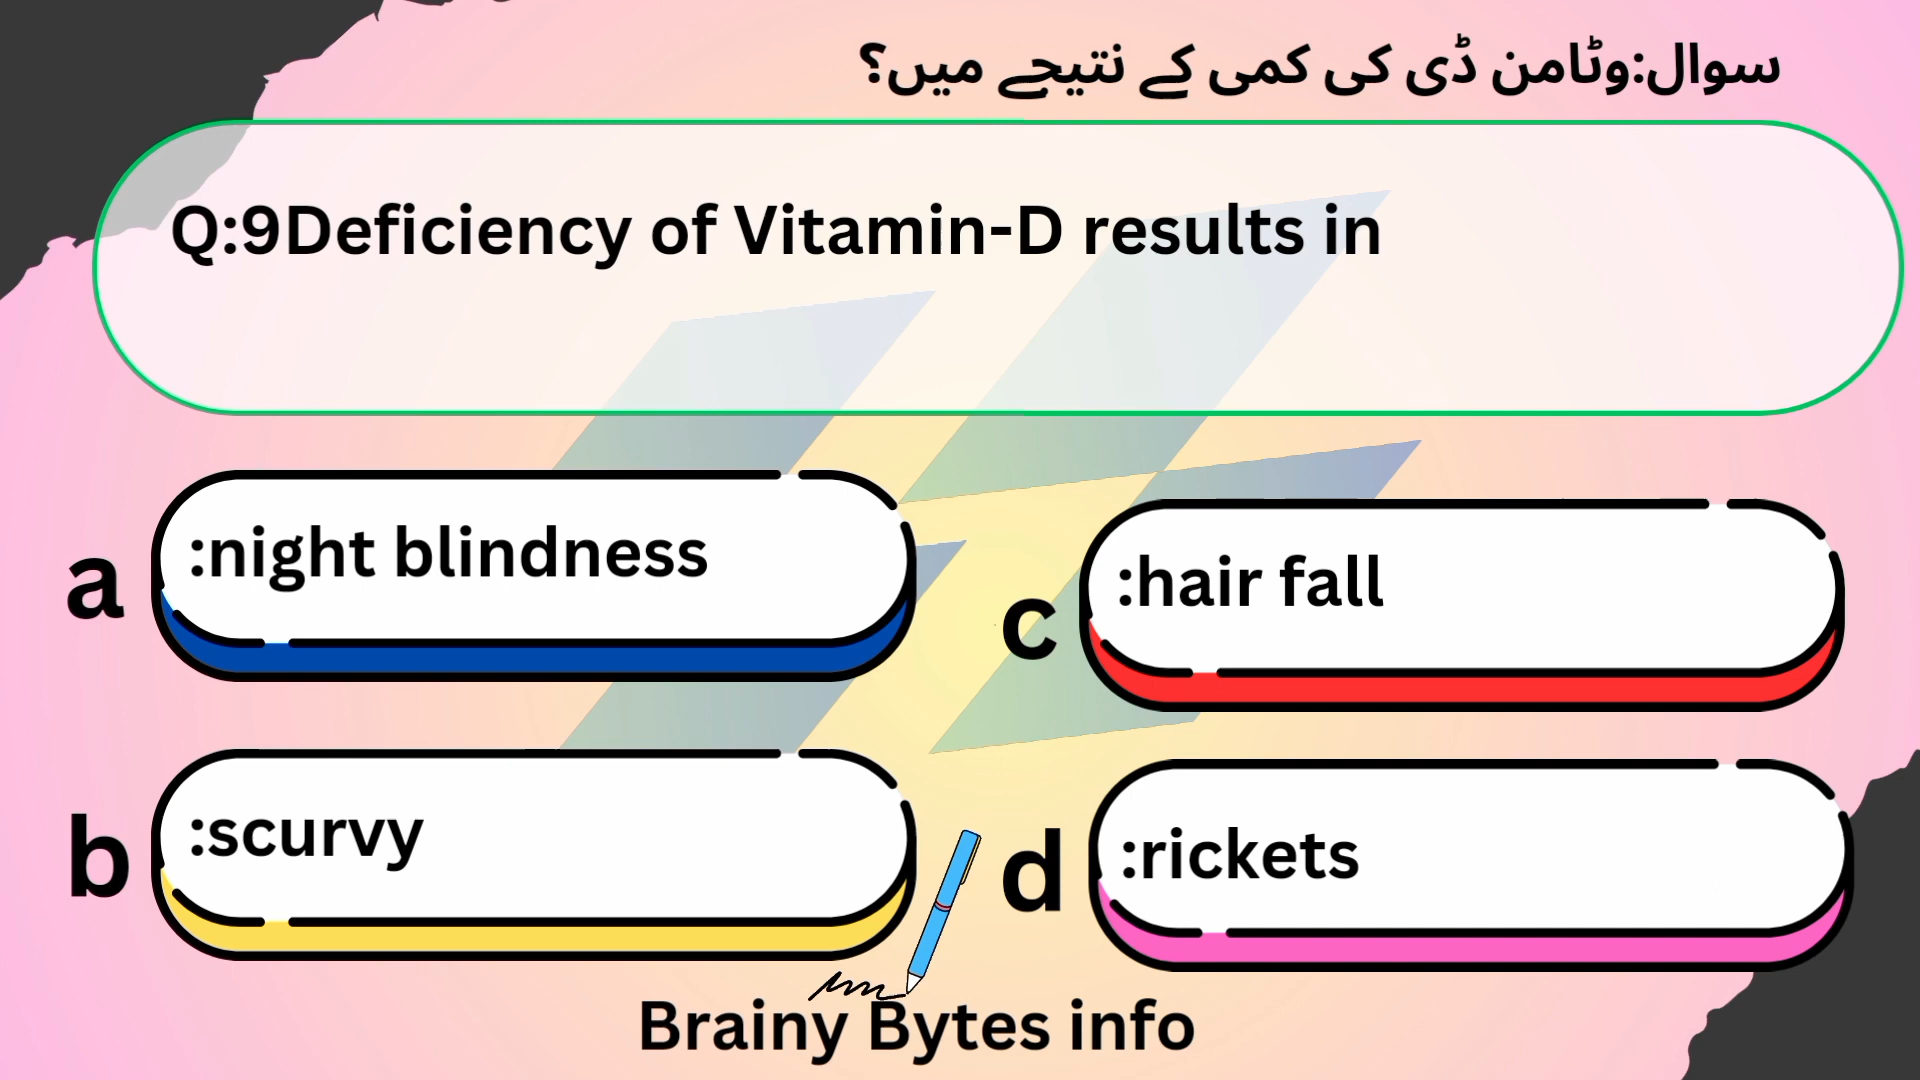 سوال:وٹامن ڈی کی کمی کے نتیجے میں؟
Q:9Deficiency of Vitamin-D results in
a :night blindness
c :hair fall
b :scurvy
d :rickets
Brainy Bytes info